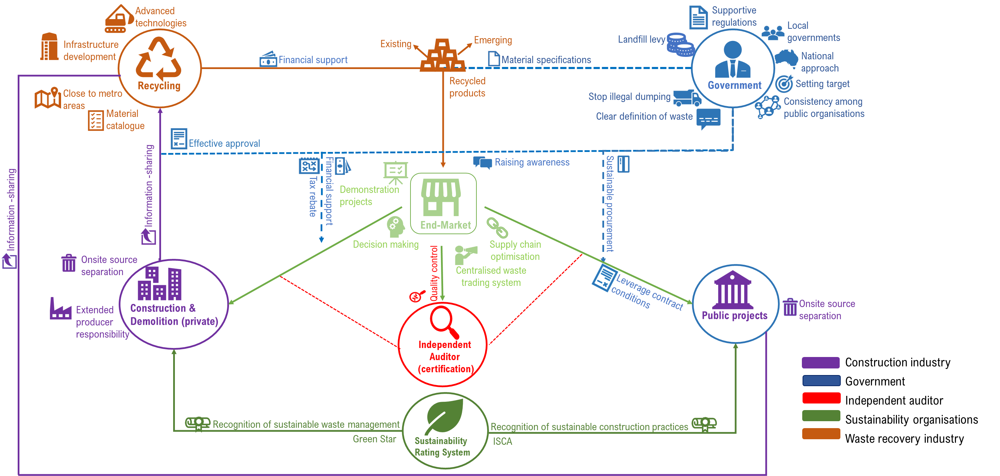 Advanced
technologies
Infrastructure
development
Recycling
Close to metro
areas
Material
catalogue
Financial support
Existing
Emerging
Recycled
products
Material specifications
Supportive
regulations
Landfill levy
Local
governments
National
approach
Government
Setting target
Stop illegal dumping
Consistency among
public organisations
Clear definition of waste
Effective approval
Information -sharing
Information -sharing
Tax rebate
Financial support
Raising awareness
Sustainable procurement
Demonstration
projects
End-Market
Decision making
Supply chain
optimisation
Quality control
Centralised waste
trading system
Leverage contract
conditions
Onsite source
separation
Construction &
Demolition (private)
Extended
producer
responsibility
Independent
Auditor
(certification)
Public projects
Onsite source
separation
Recognition of sustainable waste management
Green Star
Sustainability
Rating System
Recognition of sustainable construction practices
ISCA
Construction industry
Government
Independent auditor
Sustainability organisations
Waste recovery industry